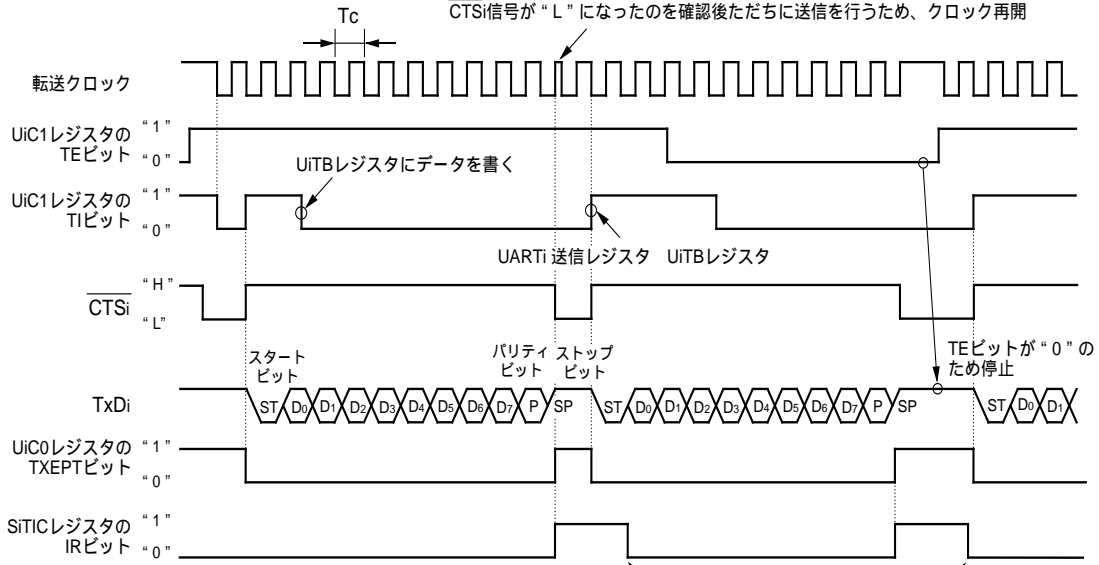 CTSi信号が “ L ” になったのを確認後ただちに送信を行うため、クロック再開
Tc
転送クロック
UiC1レジスタの
TEビット
“ 1 ”
“ 0 ”
UiTBレジスタにデータを書く
UiC1レジスタの
TIビット
“ 1 ”
“ 0 ”
UARTi 送信レジスタ UiTBレジスタ
CTSi
“ H ”
“ L”
スタート
ビット
パリティ
ビット
ストップ
ビット
TEビットが “ 0 ” の
ため停止
TxDi
ST D0 D1 D2 D3 D4 D5 D6 D7 P SP ST D0 D1 D2 D3 D4 D5 D6 D7 P SP ST D0 D1
UiC0レジスタの
TXEPTビット
“ 1 ”
“ 0 ”
SiTICレジスタの
IRビット
“ 1 ”
“ 0 ”